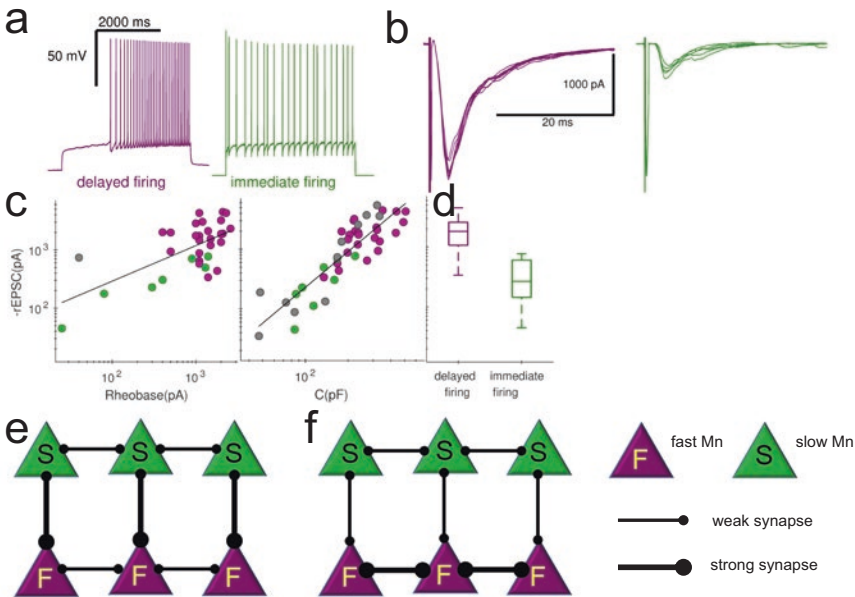 a
2000 ms
50 mV
delayed firing
immediate firing
b
1000 pA
20 ms
c
-rEPSC(pA)
10³
10²
10²
10³
Rheobase(pA)
10²
C(pF)
d
delayed
firing
immediate
firing
e
S
S
S
F
F
F
f
S
S
S
F
F
F
F
fast Mn
S
slow Mn
weak synapse
strong synapse